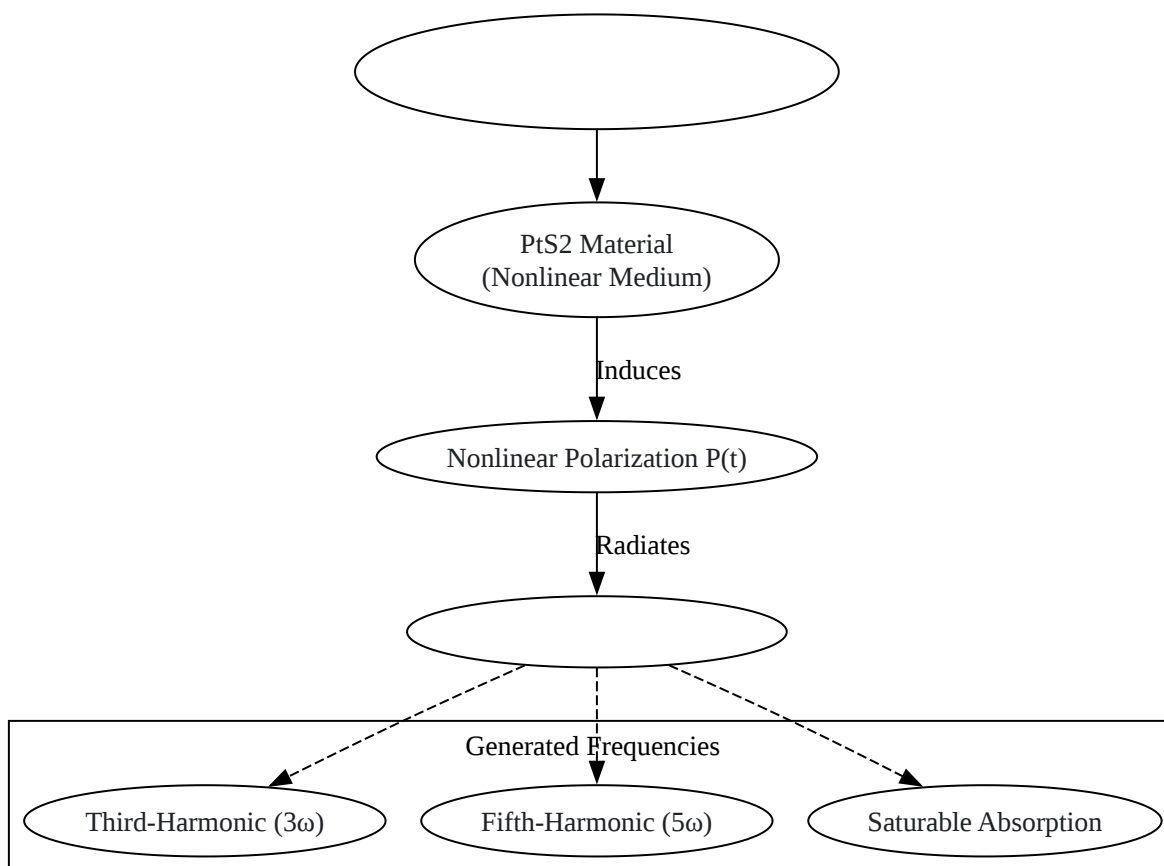 PtS2 Material
(Nonlinear Medium)
Induces
Nonlinear Polarization P(t)
Radiates
Generated Frequencies
Third-Harmonic (3ω)
Fifth-Harmonic (5ω)
Saturable Absorption